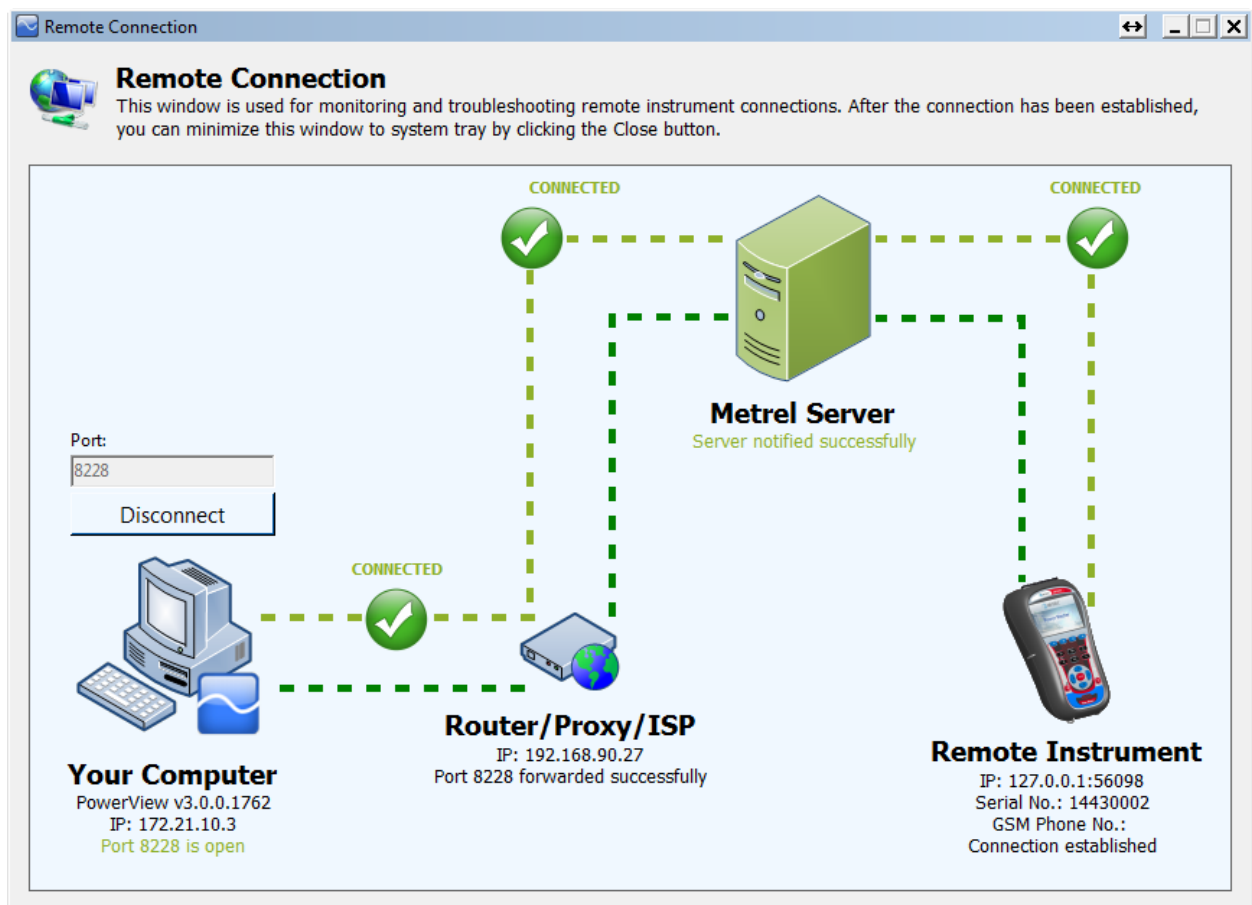 Remote Connection
Remote Connection
This window is used for monitoring and troubleshooting remote instrument connections. After the connection has been established,
you can minimize this window to system tray by clicking the Close button.
CONNECTED
CONNECTED
Metrel Server
Server notified successfully
Port:
8228
Disconnect
CONNECTED
Router/Proxy/ISP
IP: 192.168.90.27
Port 8228 forwarded successfully
Your Computer
PowerView v3.0.0.1762
IP: 172.21.10.3
Port 8228 is open
Remote Instrument
IP: 127.0.0.1:56098
Serial No.: 14430002
GSM Phone No.:
Connection established